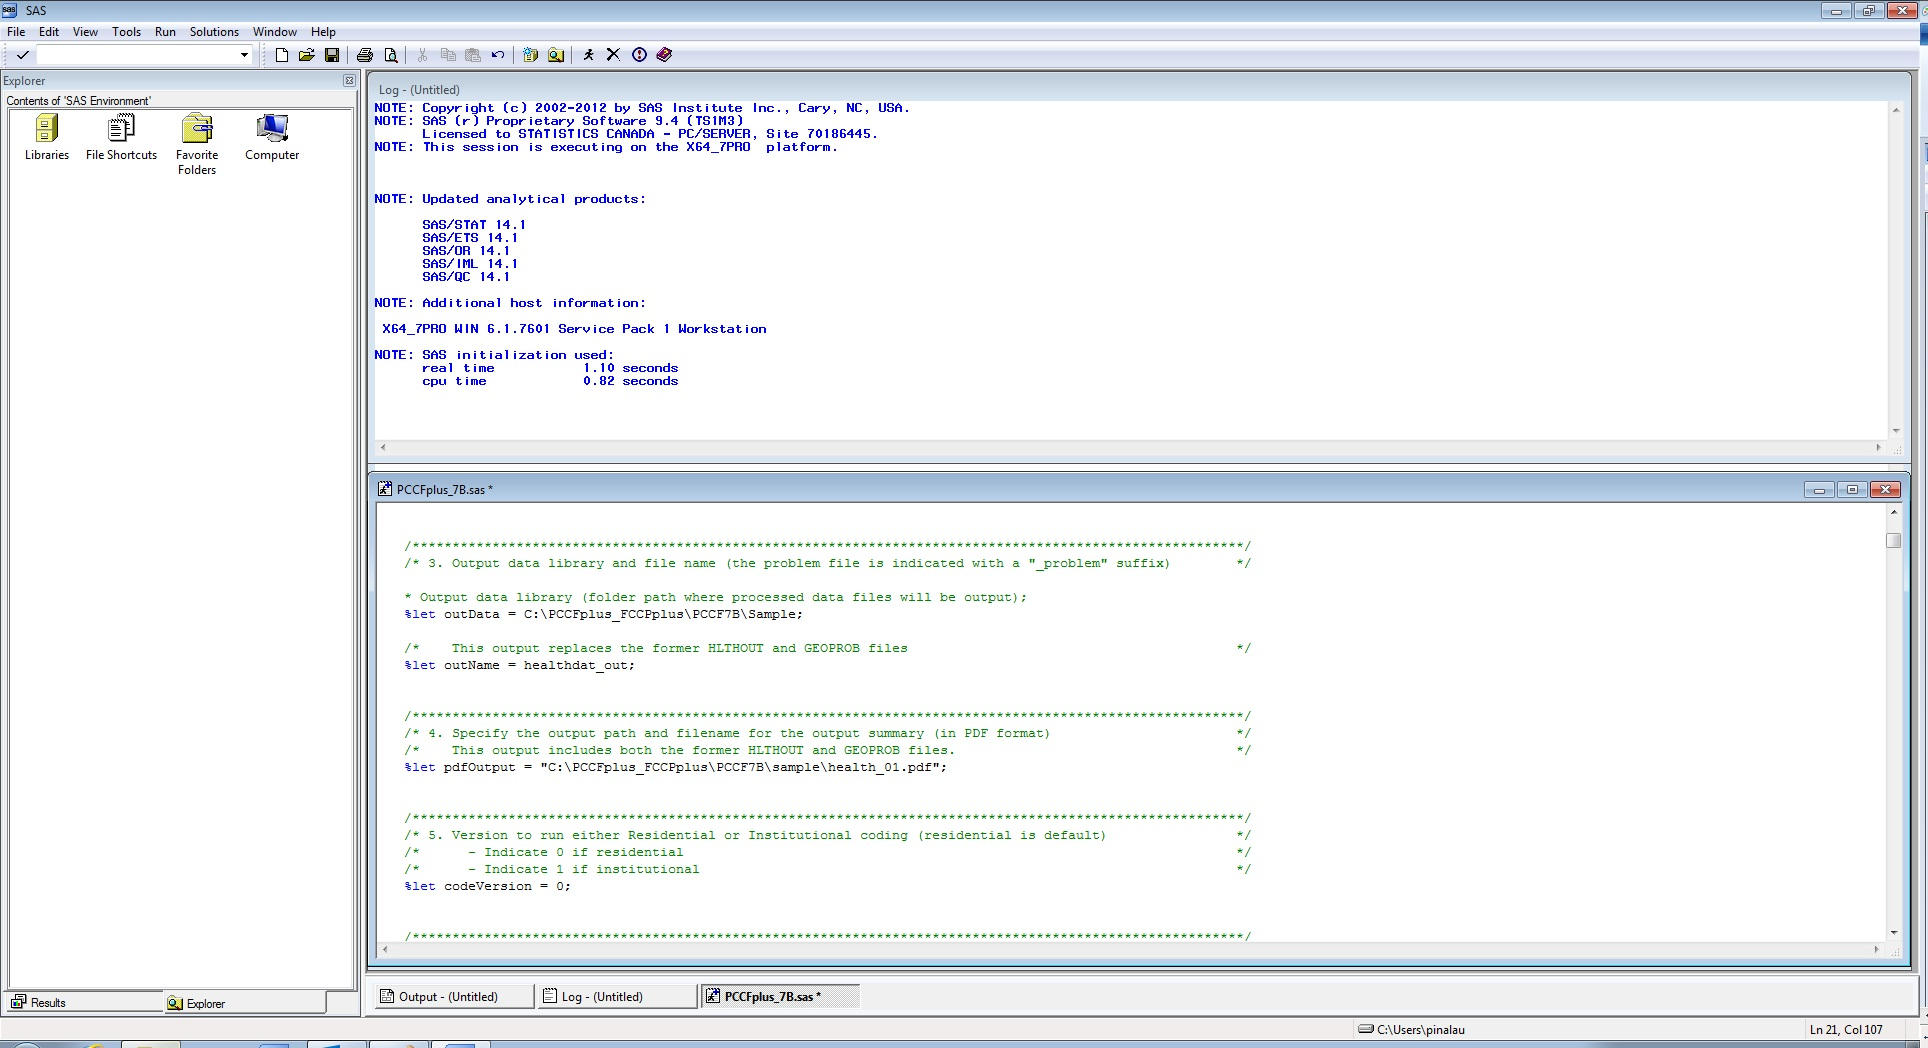 SAS
File Edit View Tools Run Solutions Window Help
Explorer
Contents of 'SAS Environment'
Libraries
File Shortcuts
Favorite Folders
Computer
Log - (Untitled)
NOTE: Copyright (c) 2002-2012 by SAS Institute Inc., Cary, NC, USA.
NOTE: SAS (r) Proprietary Software 9.4 (TS1M3)
Licensed to STATISTICS CANADA - PC/SERVER, Site 70186445.
NOTE: This session is executing on the X64_7PRO  platform.
NOTE: Updated analytical products:
SAS/STAT 14.1
SAS/ETS 14.1
SAS/OR 14.1
SAS/IML 14.1
SAS/QC 14.1
NOTE: Additional host information:
X64_7PRO WIN 6.1.7601 Service Pack 1 Workstation
NOTE: SAS initialization used:
real time 1.10 seconds
cpu time 0.82 seconds
PCCFplus_7B.sas *
/********************************************************************************************************/
/* 3. Output data library and file name (the problem file is indicated with a "_problem" suffix) */
* Output data library (folder path where processed data files will be output);
%let outData = C:\PCCFplus_FCCPplus\PCCF7B\Sample;
/* This output replaces the former HLTHOUT and GEOPROB files */
%let outName = healthdat_out;
/********************************************************************************************************/
/* 4. Specify the output path and filename for the output summary (in PDF format) */
/* This output includes both the former HLTHOUT and GEOPROB files. */
%let pdfOutput = "C:\PCCFplus_FCCPplus\PCCF7B\sample\health_01.pdf";
/********************************************************************************************************/
/* 5. Version to run either Residential or Institutional coding (residential is default) */
/* - Indicate 0 if residential */
/* - Indicate 1 if institutional */
%let codeVersion = 0;
/********************************************************************************************************/
Results
Explorer
Output - (Untitled)
Log - (Untitled)
PCCFplus_7B.sas *
C:\Users\pinalau
Ln 21, Col 107